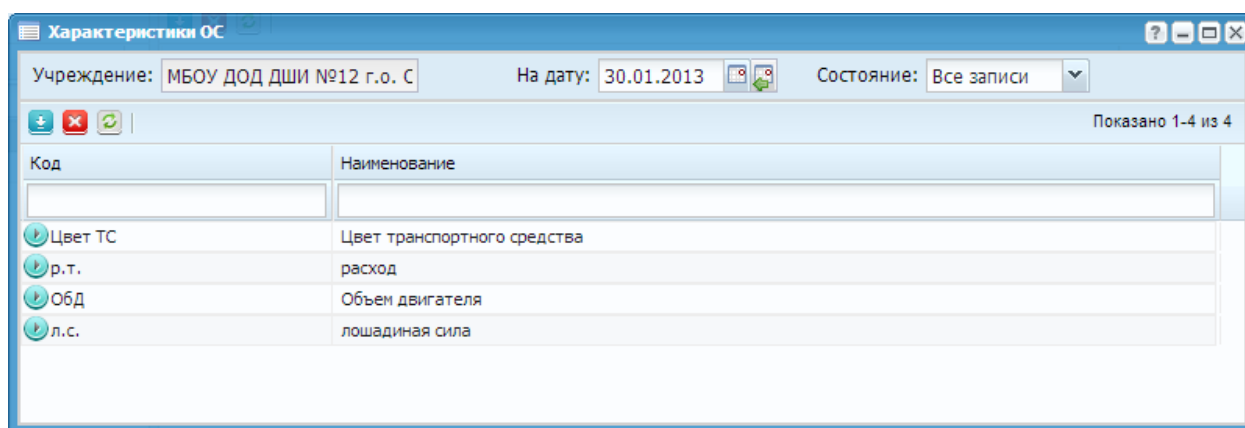 Характеристики ОС
Учреждение: МБОУ ДОД ДШИ №12 г.о. С На дату: 30.01.2013 Состояние: Все записи
Показано 1-4 из 4
Код Наименование
Цвет ТС Цвет транспортного средства
р.т. расход
ОбД Объем двигателя
л.с. лошадиная сила